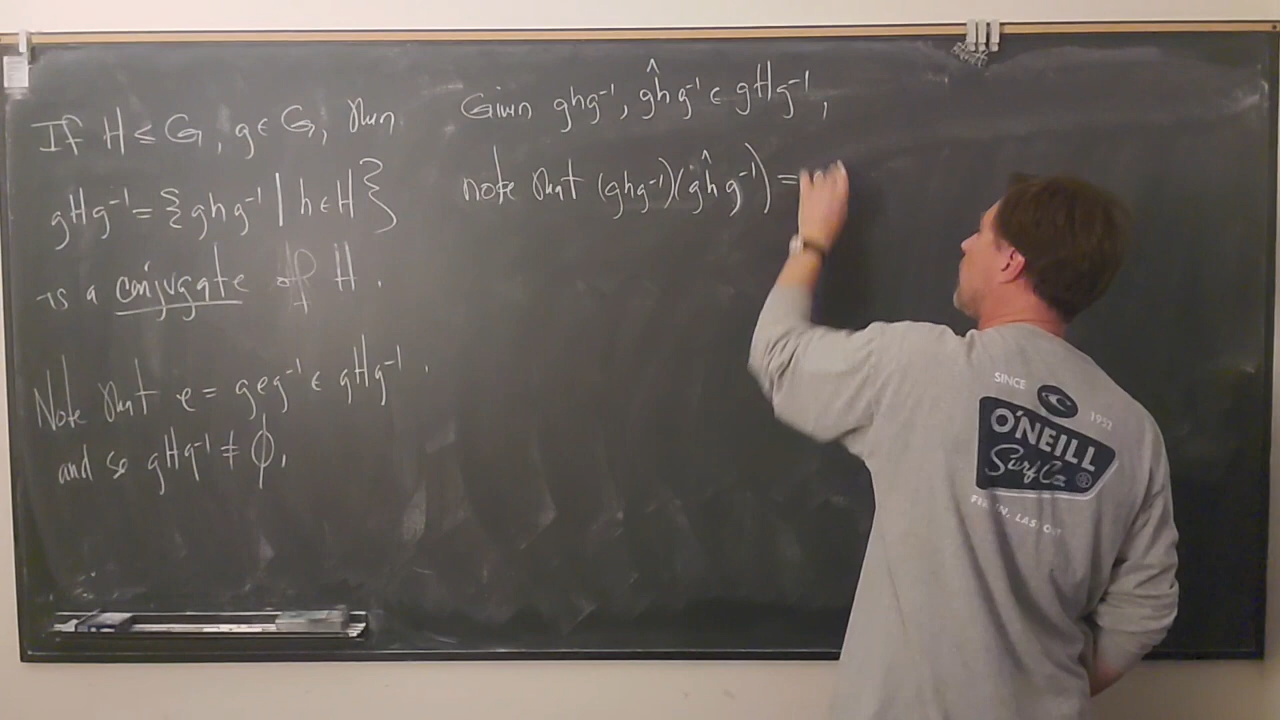 If H ≤ G, g ∈ G, then
gHg⁻¹ = {ghg⁻¹ | h ∈ H}
is a conjugate of H.
Note that e = geg⁻¹ ∈ gHg⁻¹.
and so gHg⁻¹ ≠ ∅,
Given ghg⁻¹, gĥg⁻¹ ∈ gHg⁻¹,
note that (ghg⁻¹)(gĥg⁻¹) =
SINCE 1952
O'NEILL
Surf Co. ®